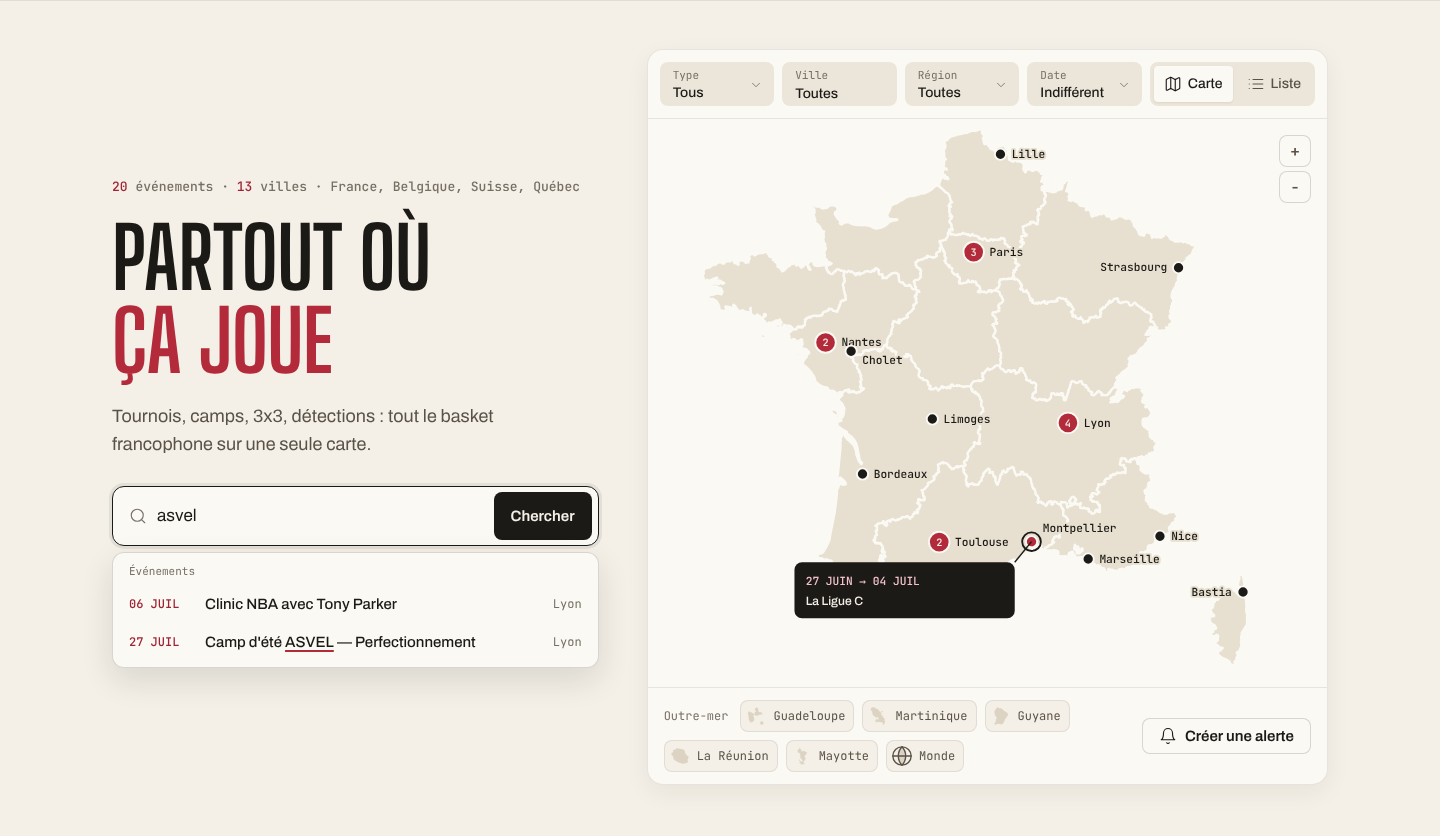 20 événements · 13 villes · France, Belgique, Suisse, Québec
PARTOUT OÙ
ÇA JOUE
Tournois, camps, 3x3, détections : tout le basket
francophone sur une seule carte.
asvel
Chercher
Événements
06 JUIL Clinic NBA avec Tony Parker Lyon
27 JUIL Camp d'été ASVEL — Perfectionnement Lyon
Type
Tous
Ville
Toutes
Région
Toutes
Date
Indifférent
Carte
Liste
+
-
Lille
3 Paris
Strasbourg
2 Nantes
Cholet
Limoges
4 Lyon
Bordeaux
Montpellier
2 Toulouse
Nice
Marseille
27 JUIN → 04 JUIL
La Ligue C
Bastia
Outre-mer
Guadeloupe
Martinique
Guyane
La Réunion
Mayotte
Monde
Créer une alerte